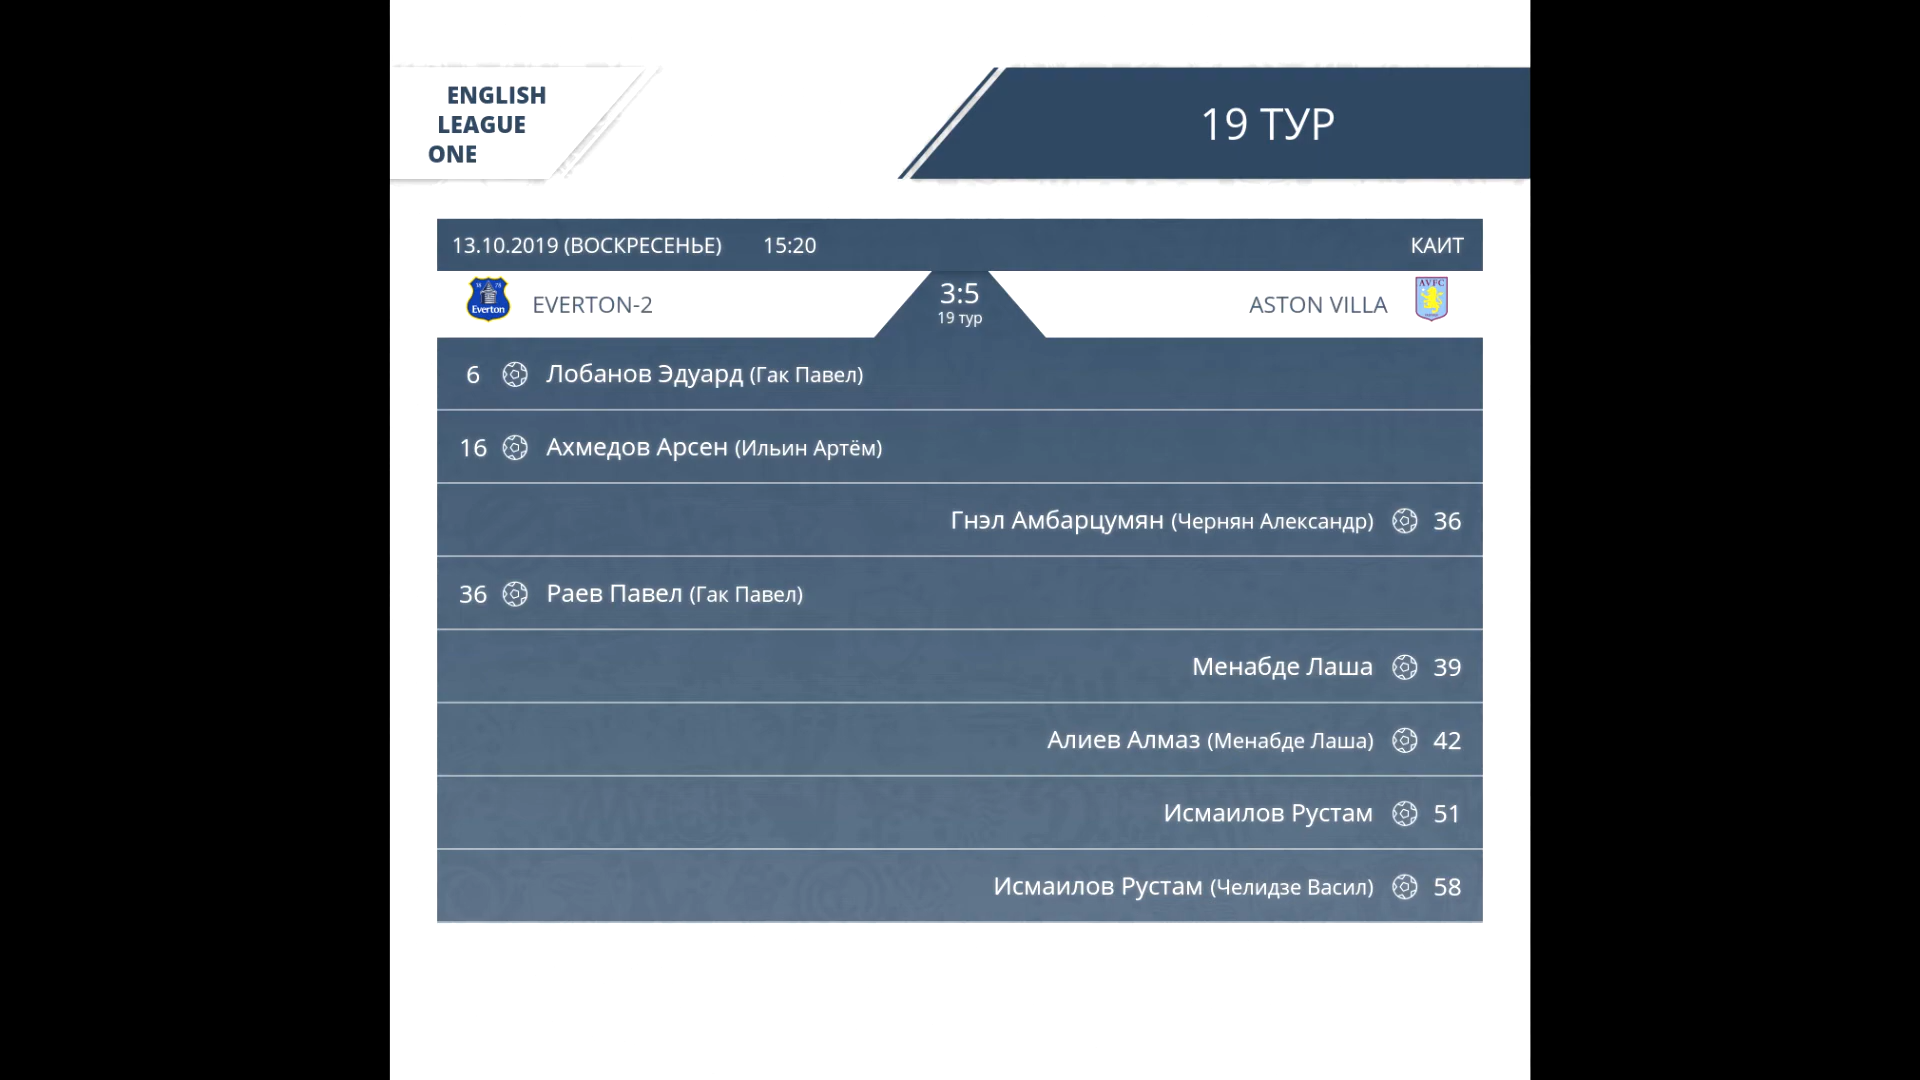 ENGLISH
LEAGUE
ONE
19 ТУР
13.10.2019 (ВОСКРЕСЕНЬЕ) 15:20 КАИТ
Everton
EVERTON-2
3:5
19 тур
ASTON VILLA
AVFC
6 Лобанов Эдуард (Гак Павел)
16 Ахмедов Арсен (Ильин Артём)
Гнэл Амбарцумян (Чернян Александр) 36
36 Раев Павел (Гак Павел)
Менабде Лаша 39
Алиев Алмаз (Менабде Лаша) 42
Исмаилов Рустам 51
Исмаилов Рустам (Челидзе Васил) 58